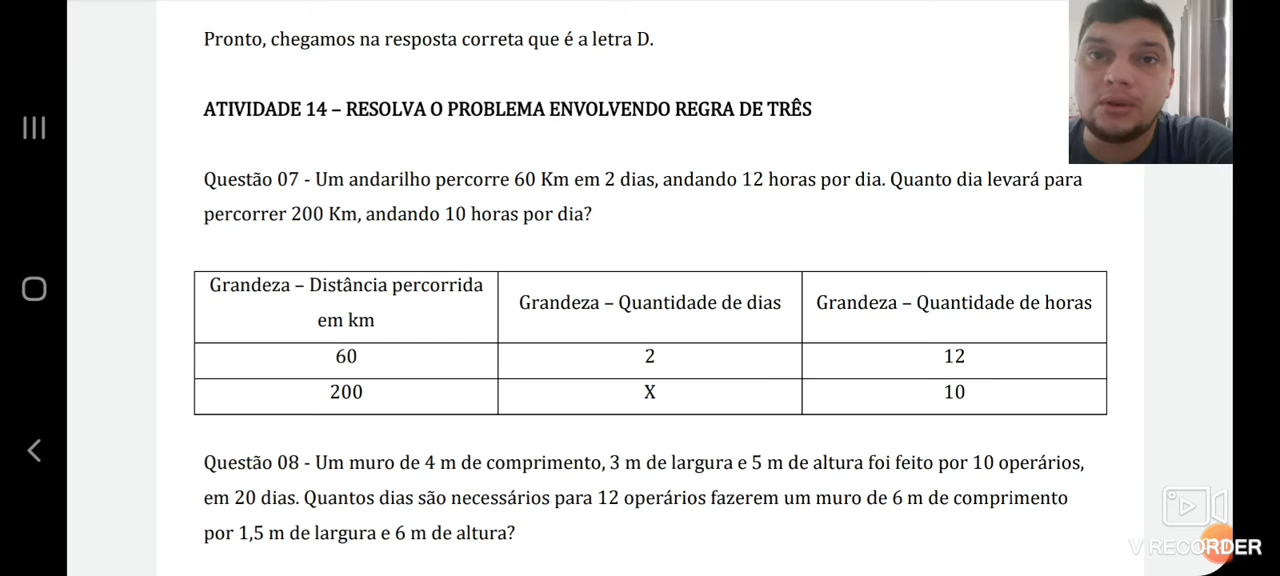 Pronto, chegamos na resposta correta que é a letra D.
ATIVIDADE 14 – RESOLVA O PROBLEMA ENVOLVENDO REGRA DE TRÊS
Questão 07 - Um andarilho percorre 60 Km em 2 dias, andando 12 horas por dia. Quanto dia levará para
percorrer 200 Km, andando 10 horas por dia?
Grandeza – Distância percorrida
em km
Grandeza – Quantidade de dias
Grandeza – Quantidade de horas
60 2 12
200 X 10
Questão 08 - Um muro de 4 m de comprimento, 3 m de largura e 5 m de altura foi feito por 10 operários,
em 20 dias. Quantos dias são necessários para 12 operários fazerem um muro de 6 m de comprimento
por 1,5 m de largura e 6 m de altura?
V RECORDER